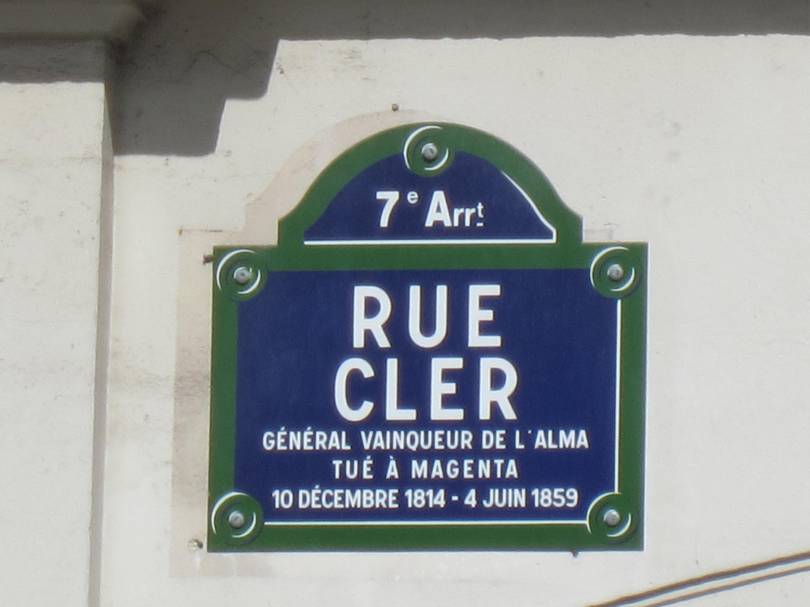 7e Arrt
RUE
CLER
GÉNÉRAL VAINQUEUR DE L'ALMA
TUÉ À MAGENTA
10 DÉCEMBRE 1814 - 4 JUIN 1859